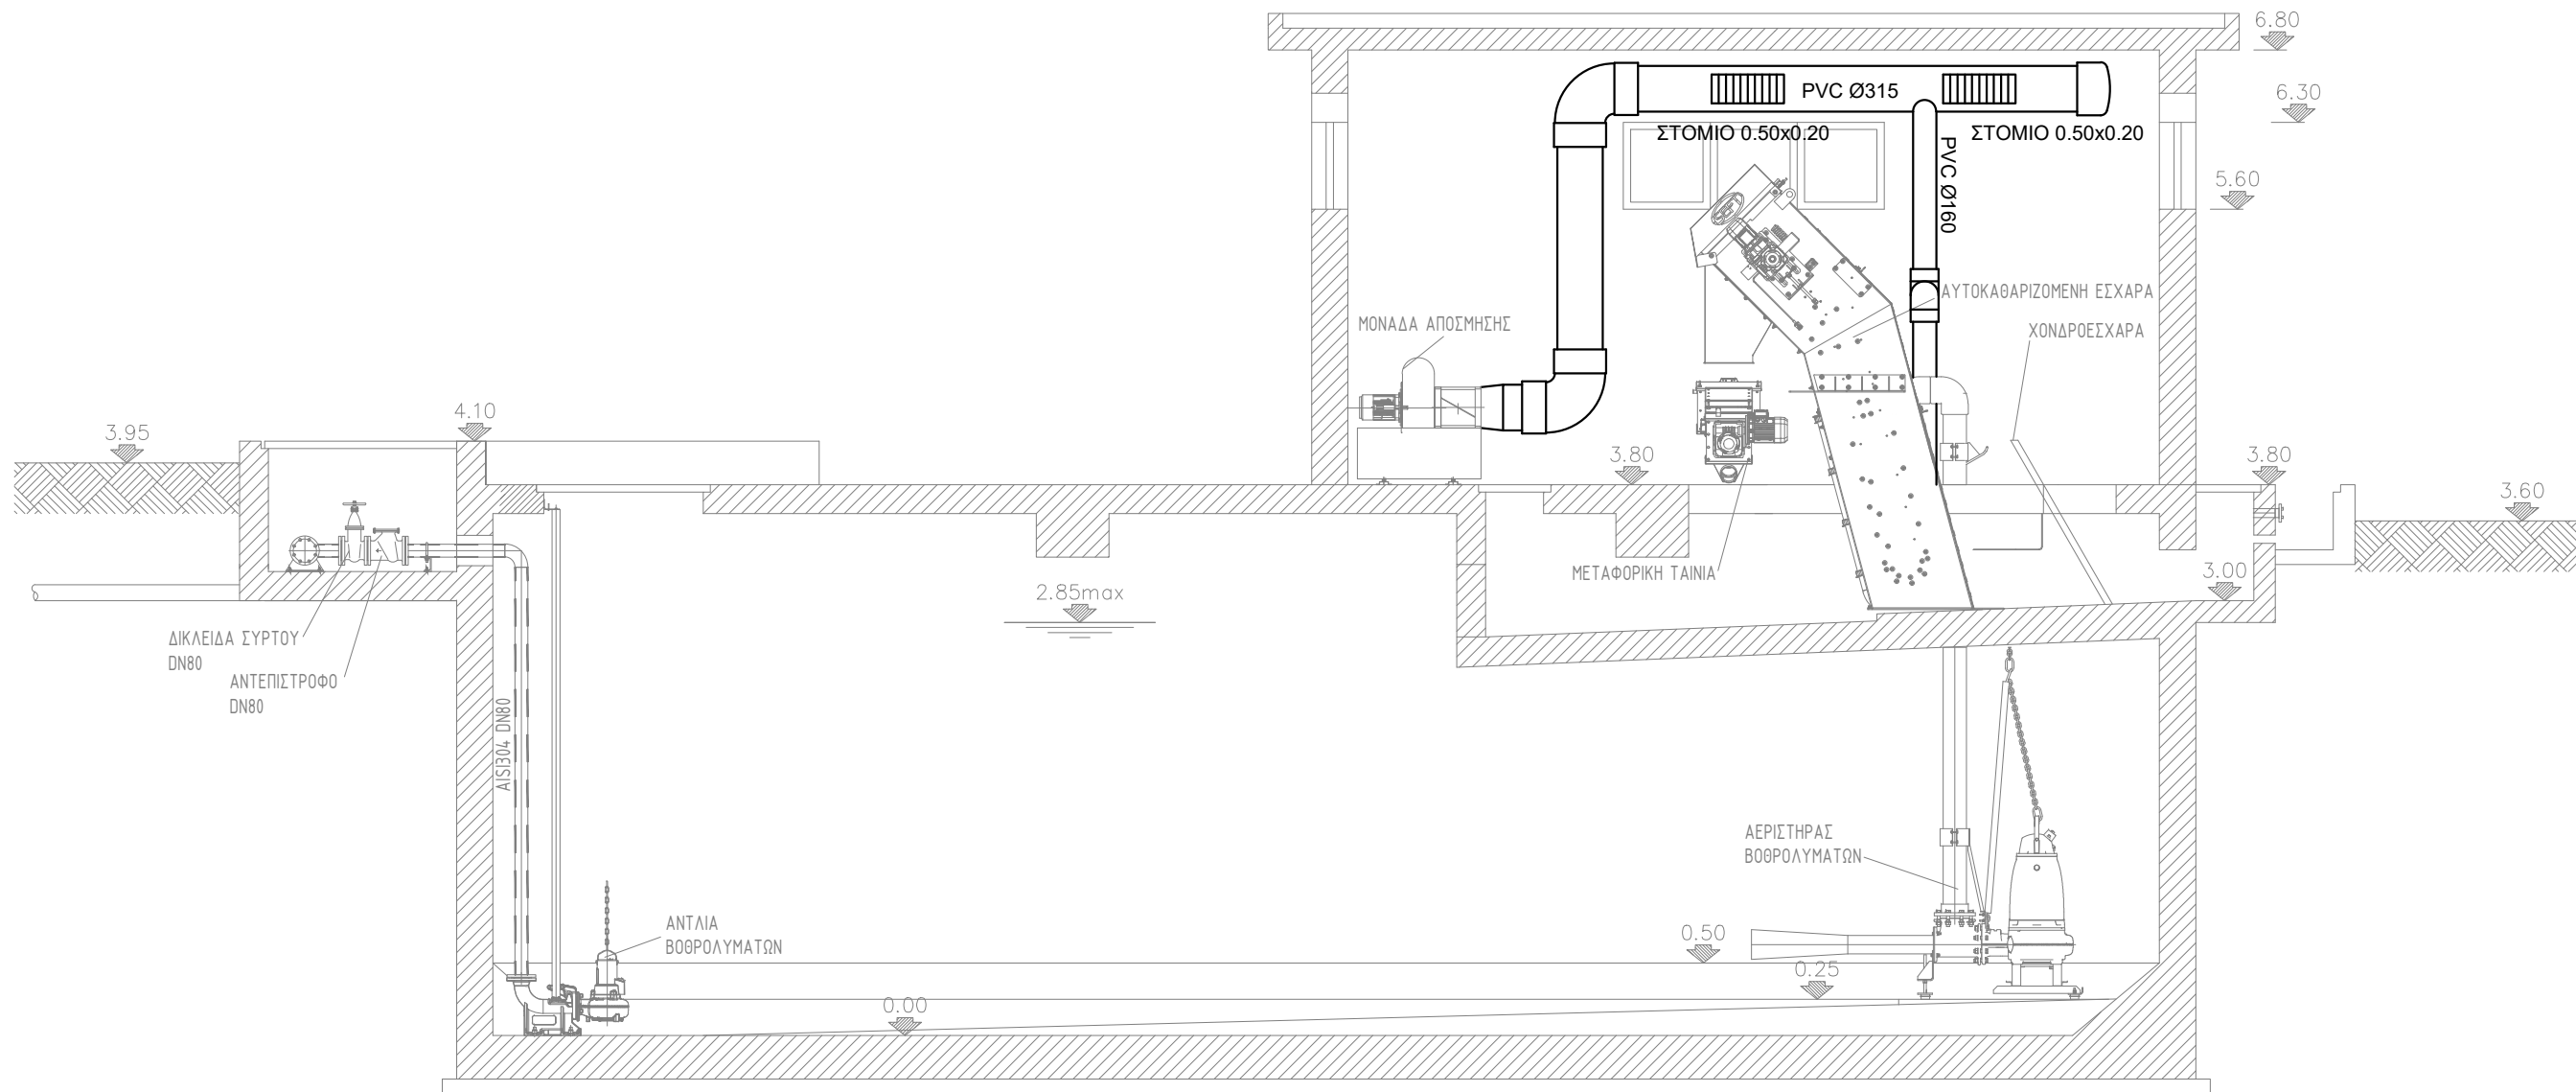 6.80
PVC Ø315
6.30
ΣΤΟΜΙΟ 0.50x0.20
ΣΤΟΜΙΟ 0.50x0.20
PVC Ø160
5.60
ΑΥΤΟΚΑΘΑΡΙΖΟΜΕΝΗ ΕΣΧΑΡΑ
ΜΟΝΑΔΑ ΑΠΟΣΜΗΣΗΣ
ΧΟΝΔΡΟΕΣΧΑΡΑ
4.10
3.95
3.80
3.80
3.60
ΜΕΤΑΦΟΡΙΚΗ ΤΑΙΝΙΑ
3.00
2.85max
ΔΙΚΛΕΙΔΑ ΣΥΡΤΟΥ
DN80
ΑΝΤΕΠΙΣΤΡΟΦΟ
DN80
AISI304 DN80
ΑΕΡΙΣΤΗΡΑΣ
ΒΟΘΡΟΛΥΜΑΤΩΝ
ΑΝΤΛΙΑ
ΒΟΘΡΟΛΥΜΑΤΩΝ
0.50
0.25
0.00